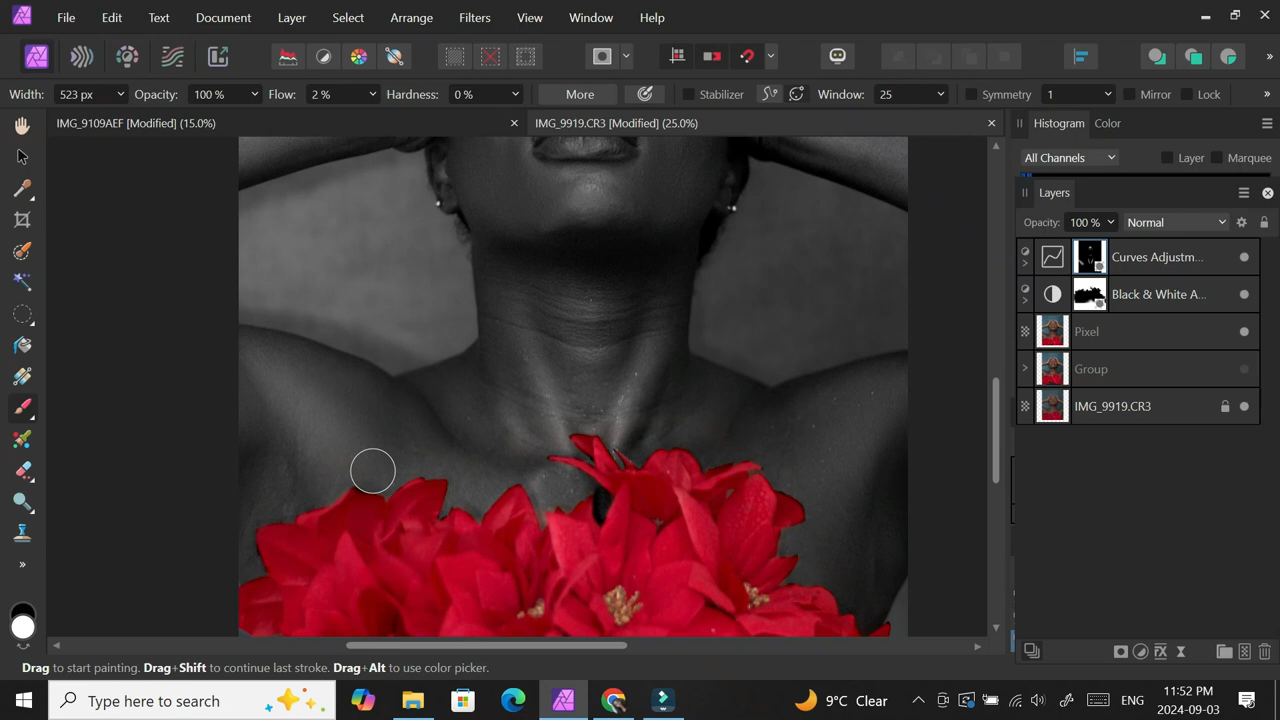 File Edit Text Document Layer Select Arrange Filters View Window Help
Width: 523 px Opacity: 100 % Flow: 2 % Hardness: 0 % More Stabilizer Window: 25 Symmetry 1 Mirror Lock
IMG_9109AEF [Modified] (15.0%) IMG_9919.CR3 [Modified] (25.0%)
Histogram Color
All Channels Layer Marquee
Layers
Opacity: 100 % Normal
Curves Adjustm...
Black & White A...
Pixel
Group
IMG_9919.CR3
Drag to start painting. Drag+Shift to continue last stroke. Drag+Alt to use color picker.
Type here to search 9°C Clear ENG 1:52 PM
2024-09-03